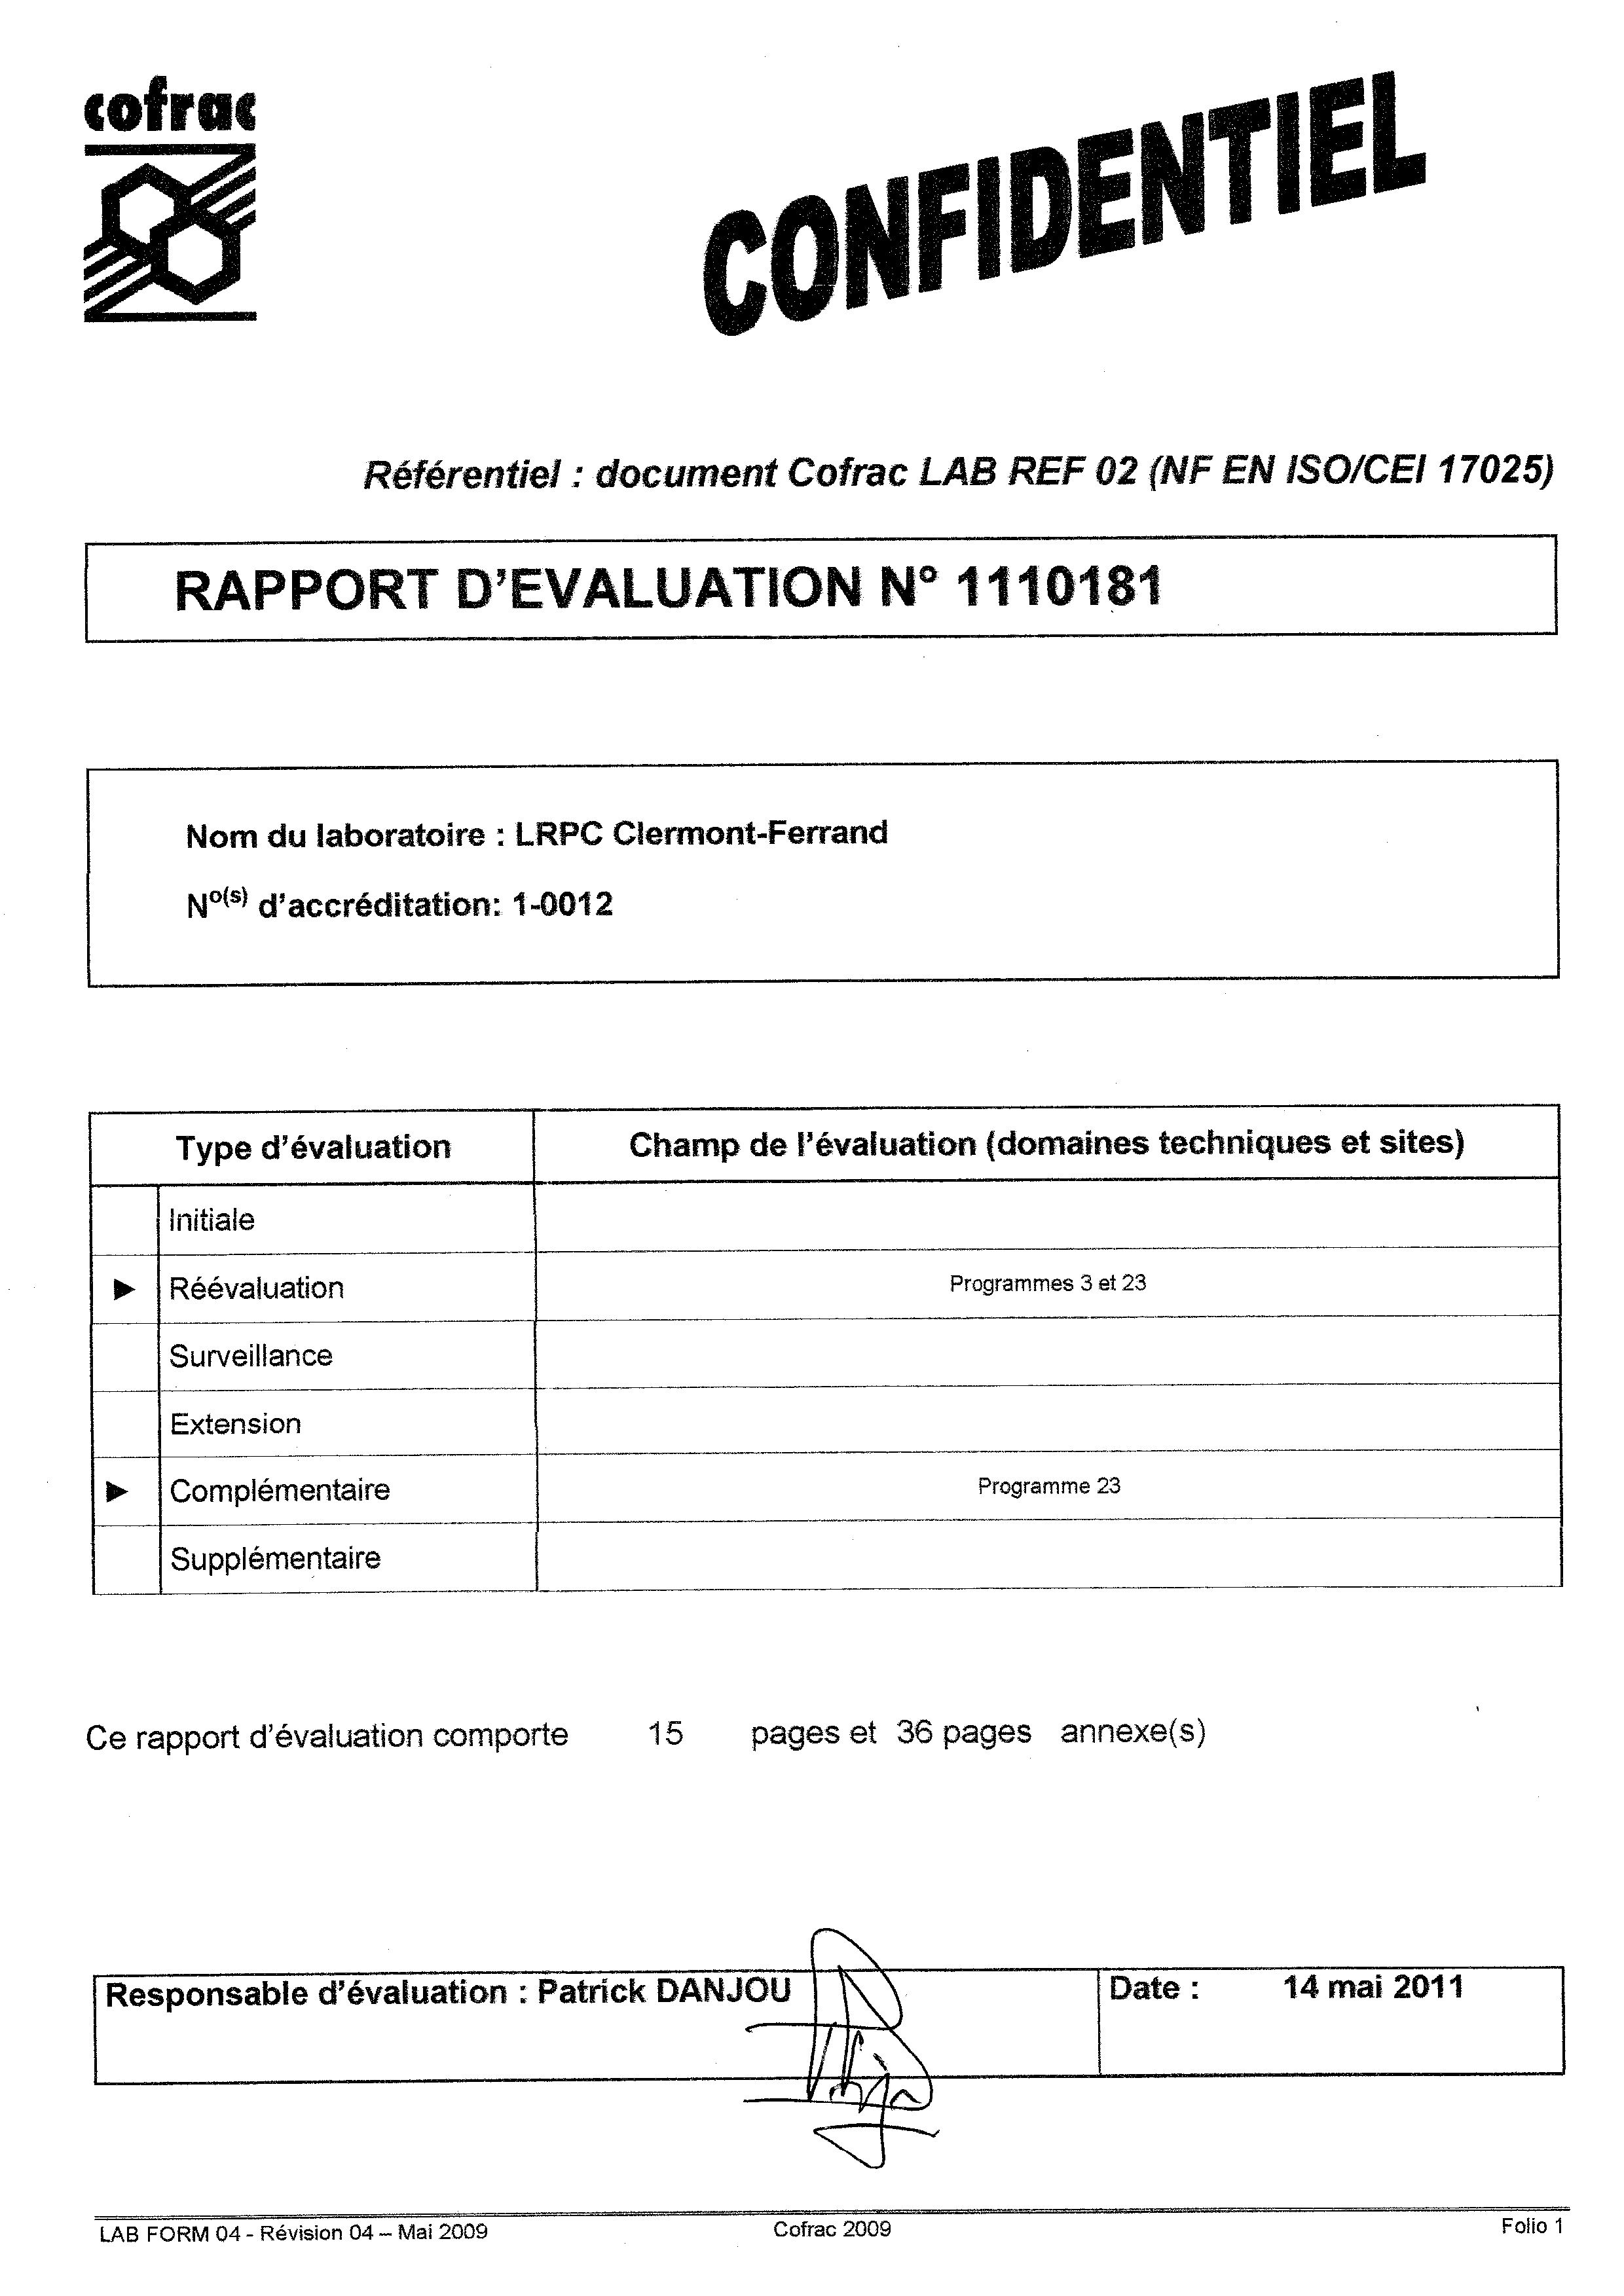 cofrac
CONFIDENTIEL
Référentiel : document Cofrac LAB REF 02 (NF EN ISO/CEI 17025)
RAPPORT D'EVALUATION N° 1110181
Nom du laboratoire : LRPC Clermont-Ferrand
N°(s) d'accréditation: 1-0012
Type d'évaluation Champ de l'évaluation (domaines techniques et sites)
Initiale
► Réévaluation Programmes 3 et 23
Surveillance
Extension
► Complémentaire Programme 23
Supplémentaire
Ce rapport d'évaluation comporte 15 pages et 36 pages annexe(s)
Responsable d'évaluation : Patrick DANJOU Date : 14 mai 2011
LAB FORM 04 - Révision 04 – Mai 2009 Cofrac 2009 Folio 1